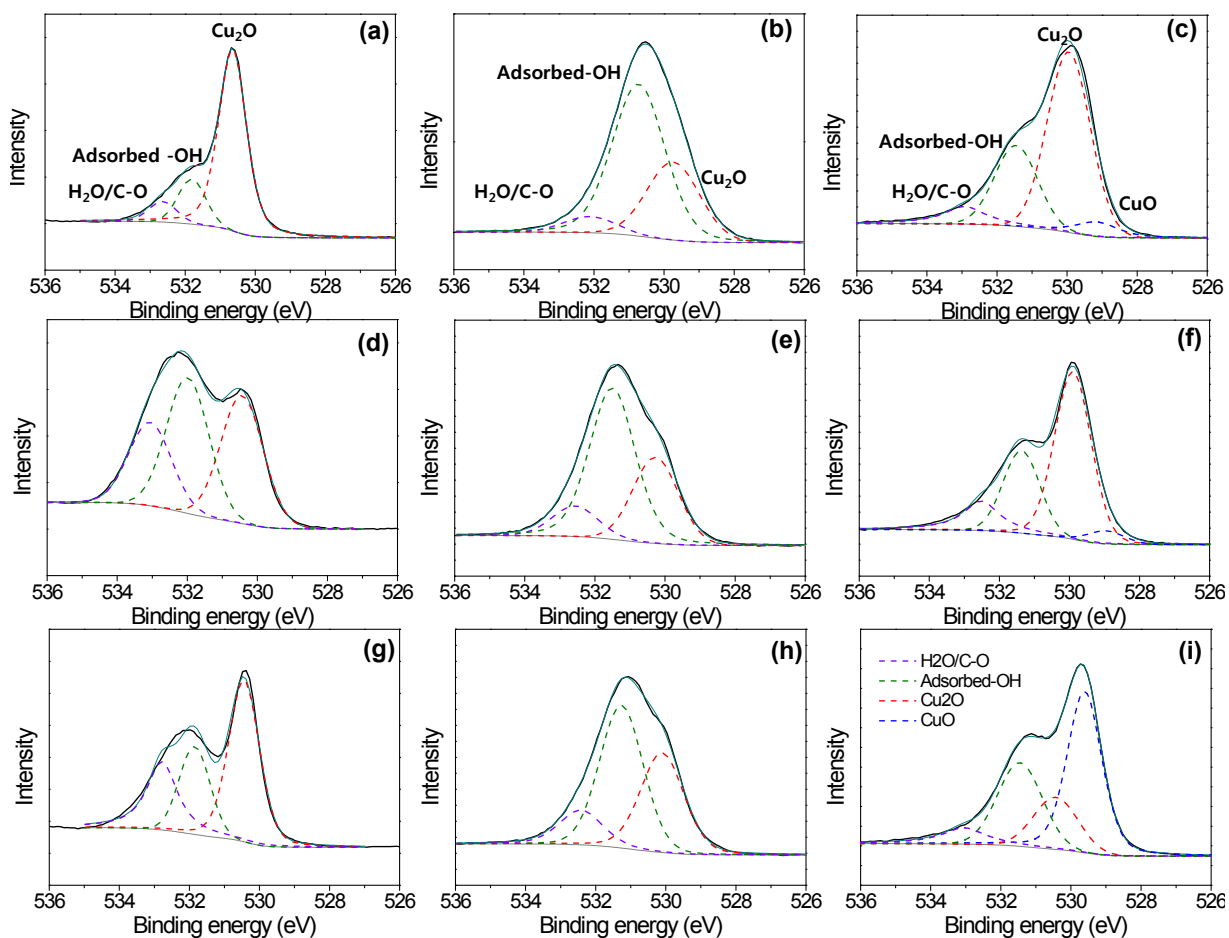 (a)
Cu₂O
Adsorbed -OH
H₂O/C-O
Intensity
536 534 532 530 528 526
Binding energy (eV)
(b)
Adsorbed-OH
H₂O/C-O
Cu₂O
Intensity
536 534 532 530 528 526
Binding energy (eV)
(c)
Cu₂O
Adsorbed-OH
H₂O/C-O
CuO
Intensity
536 534 532 530 528 526
Binding energy (eV)
(d)
Intensity
536 534 532 530 528 526
Binding energy (eV)
(e)
Intensity
536 534 532 530 528 526
Binding energy (eV)
(f)
Intensity
536 534 532 530 528 526
Binding energy (eV)
(g)
Intensity
536 534 532 530 528 526
Binding energy (eV)
(h)
Intensity
536 534 532 530 528 526
Binding energy (eV)
(i)
H2O/C-O
Adsorbed-OH
Cu2O
CuO
Intensity
536 534 532 530 528 526
Binding energy (eV)